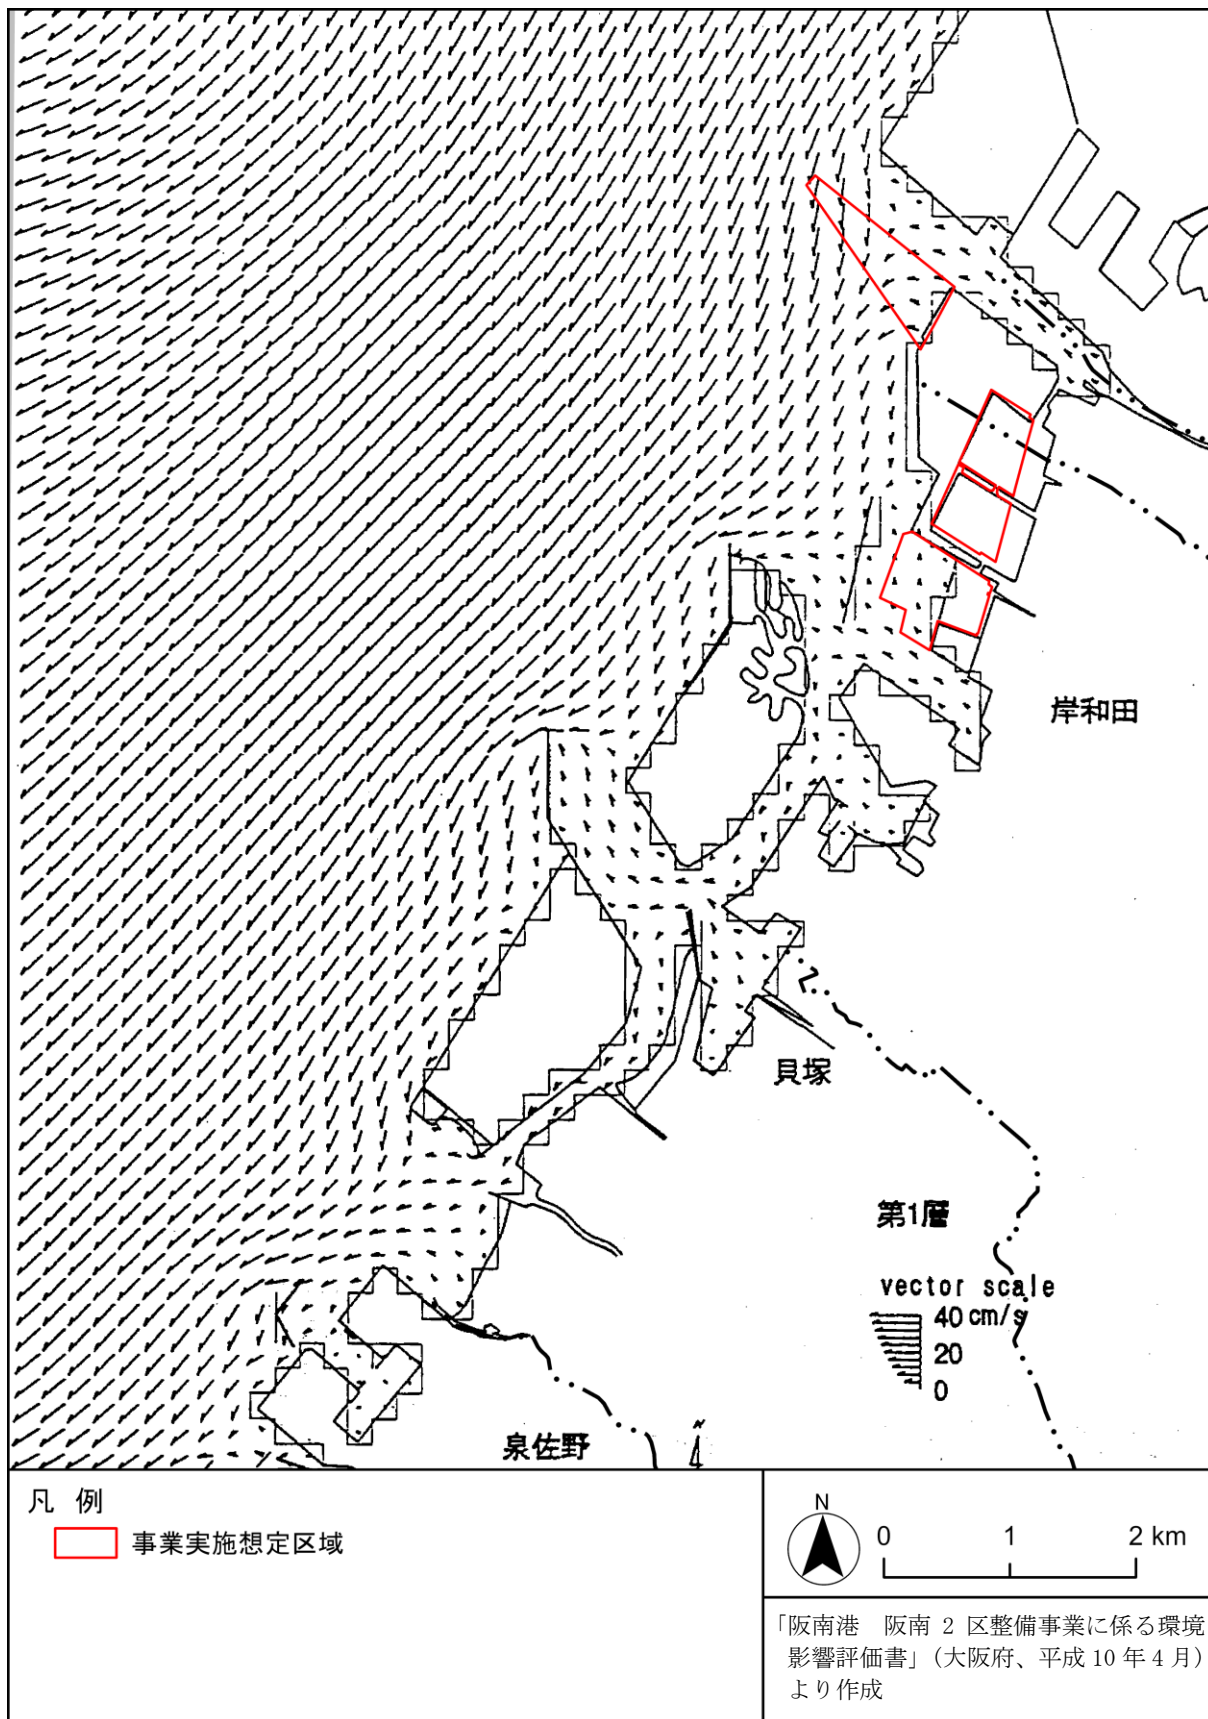 岸和田
貝塚
第1層
vector scale
40 cm/s
20
0
泉佐野
N
凡 例
事業実施想定区域
N
0 1 2 km
「阪南港　阪南 2 区整備事業に係る環境
影響評価書」（大阪府、平成 10 年 4 月）
より作成